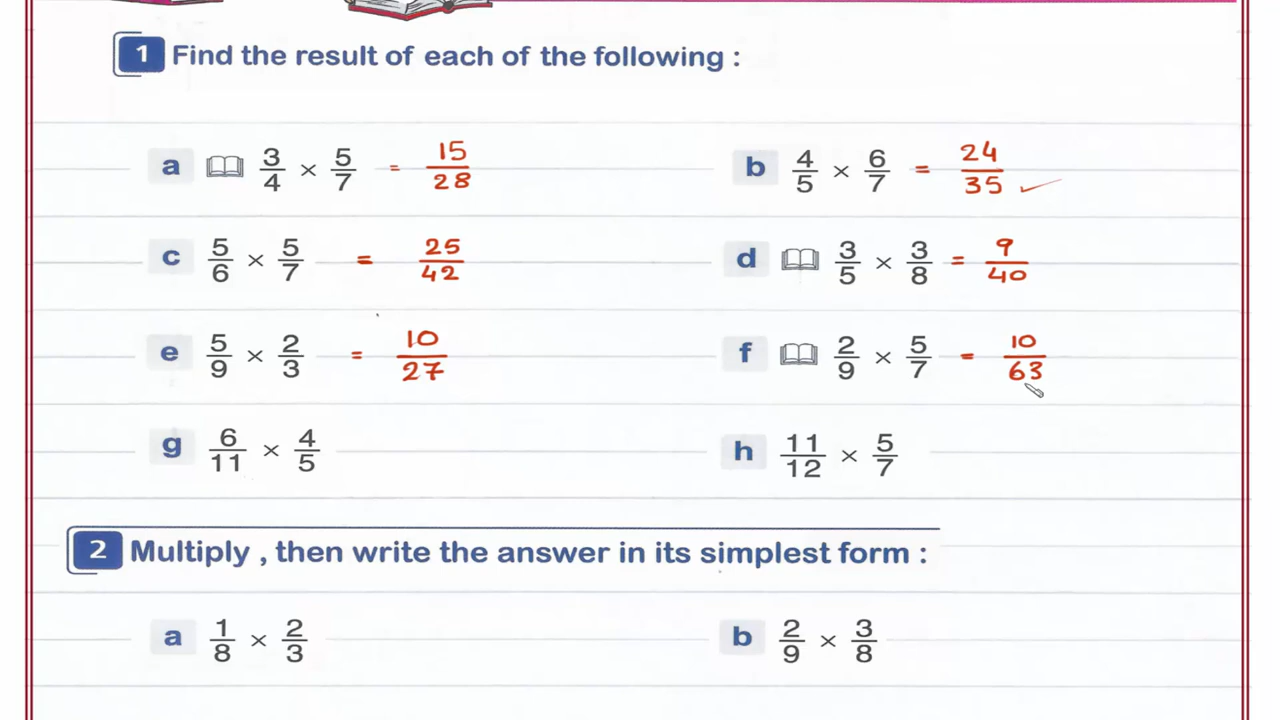 1 Find the result of each of the following :
a 3/4 × 5/7 = 15/28
b 4/5 × 6/7 = 24/35 ✓
c 5/6 × 5/7 = 25/42
d 3/5 × 3/8 = 9/40
e 5/9 × 2/3 = 10/27
f 2/9 × 5/7 = 10/63
g 6/11 × 4/5
h 11/12 × 5/7
2 Multiply , then write the answer in its simplest form :
a 1/8 × 2/3
b 2/9 × 3/8